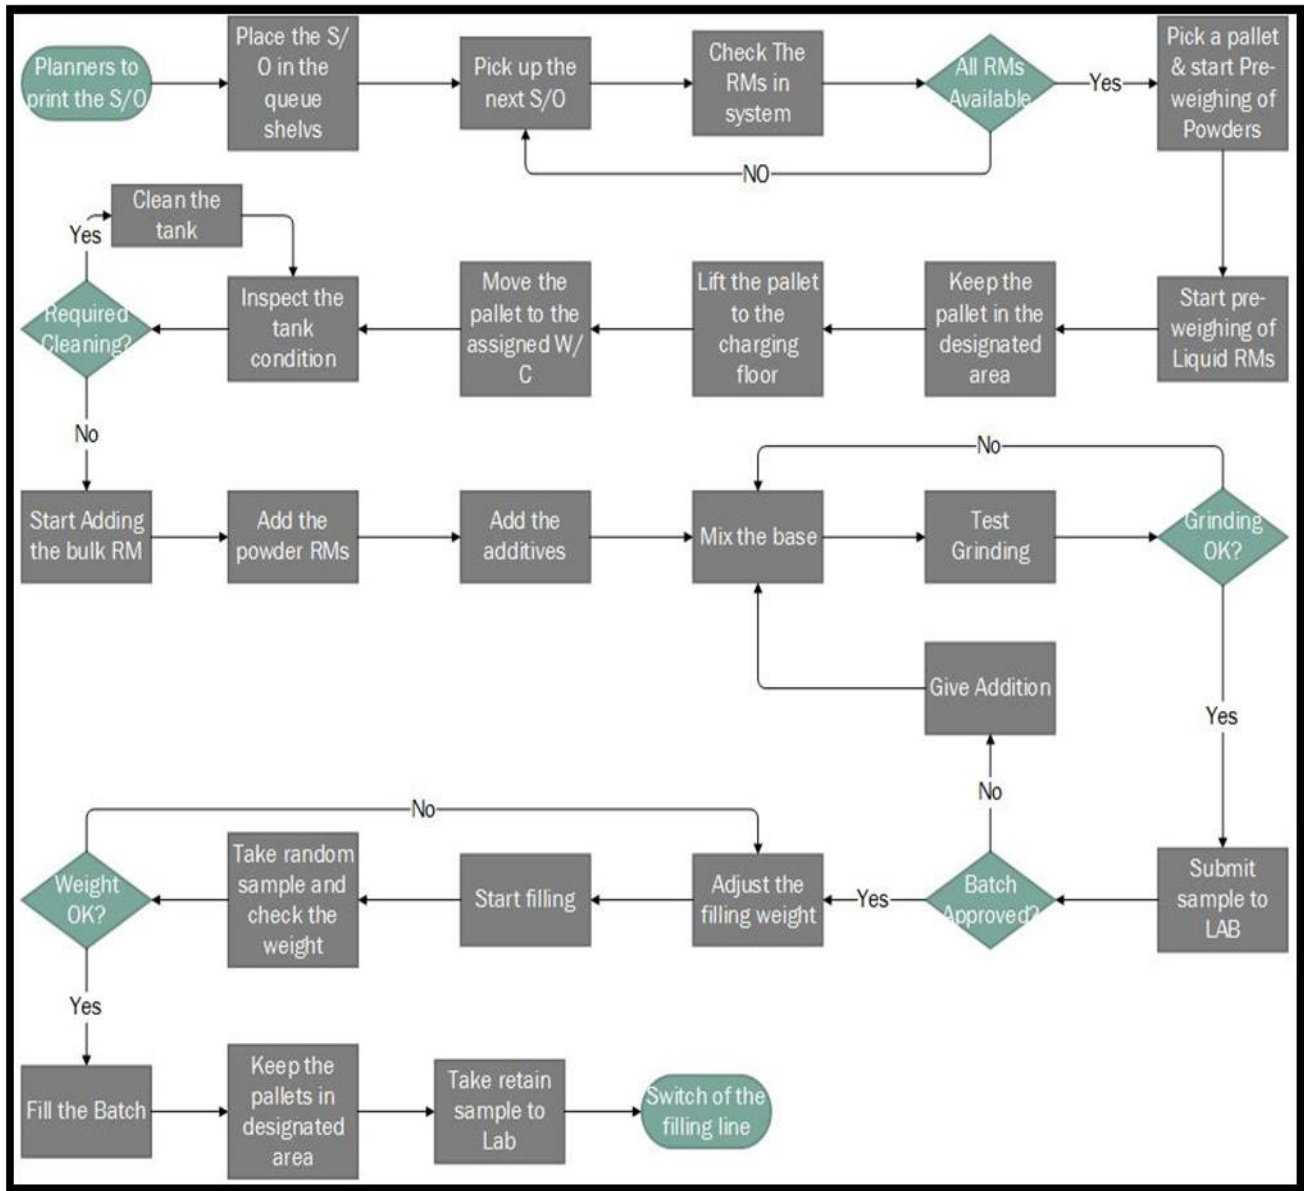 Planners to
print the S/O
Place the S/
O in the
queue
shelvs
Pick up the
next S/O
Check The
RMs in
system
All RMs
Available
Yes
Pick a pallet
& start Pre-
weighing of
Powders
NO
Clean the
tank
Yes
Required
Cleaning?
Inspect the
tank
condition
Move the
pallet to the
assigned W/
C
Lift the pallet
to the
charging
floor
Keep the
pallet in the
designated
area
Start pre-
weighing of
Liquid RMs
No
No
Start Adding
the bulk RM
Add the
powder RMs
Add the
additives
Mix the base
Test
Grinding
Grinding
OK?
Give Addition
Yes
No
No
Weight
OK?
Take random
sample and
check the
weight
Start filling
Adjust the
filling weight
Yes
Batch
Approved?
Submit
sample to
LAB
Yes
Fill the Batch
Keep the
pallets in
designated
area
Take retain
sample to
Lab
Switch of the
filling line